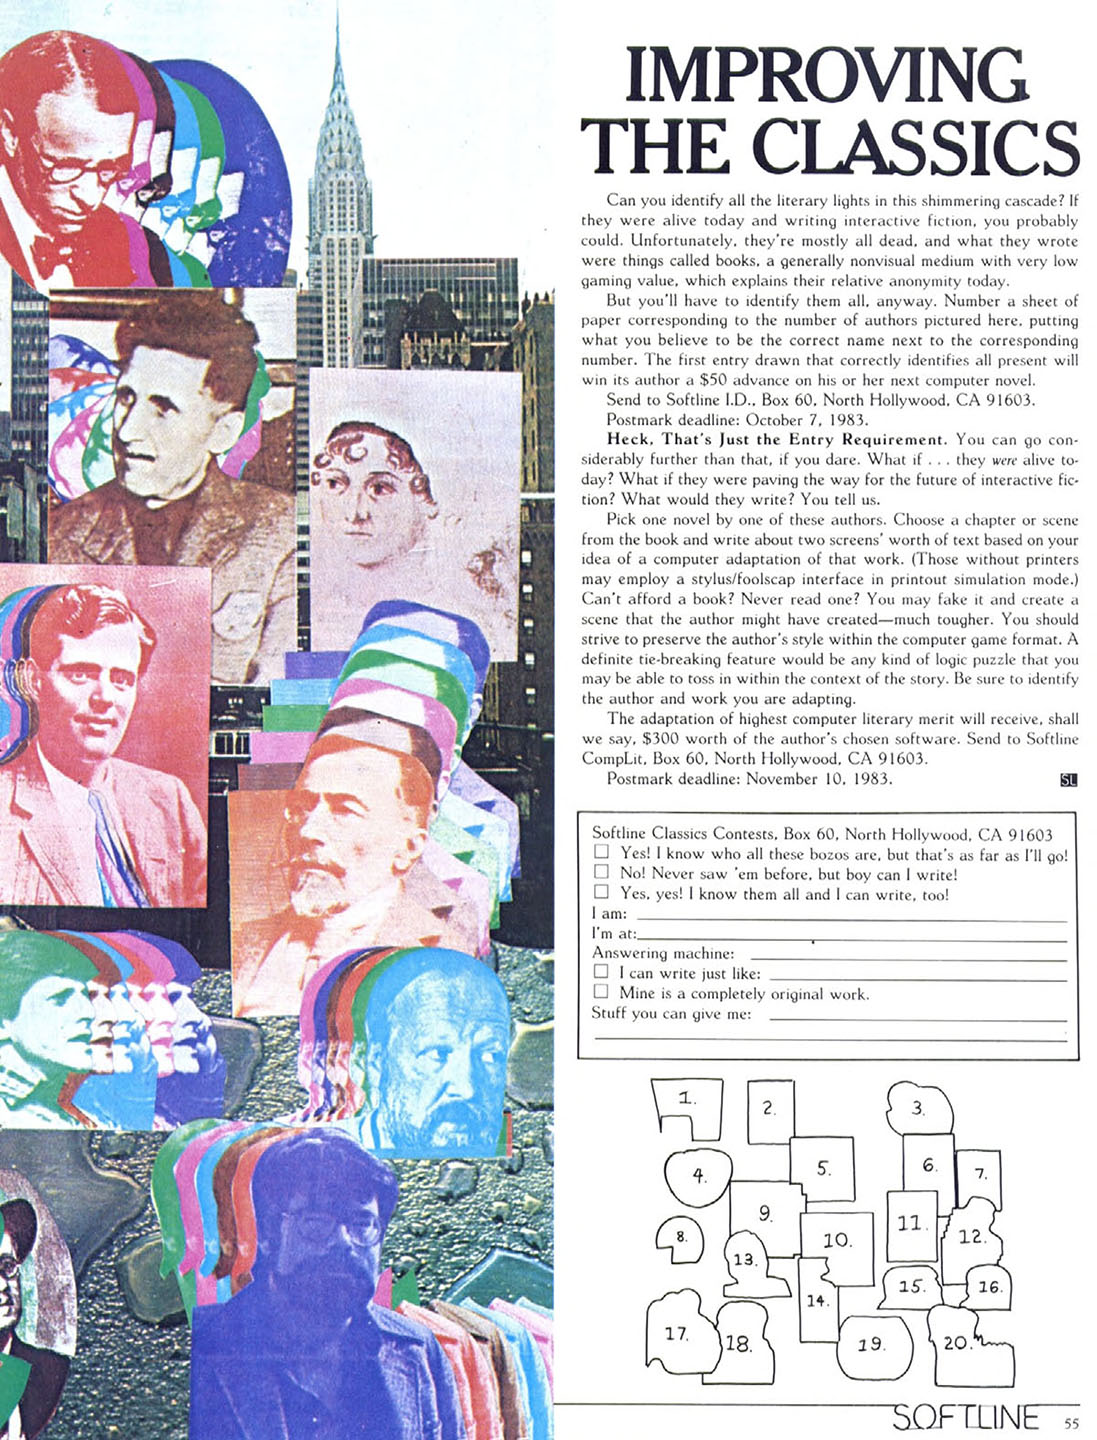 IMPROVING
THE CLASSICS
Can you identify all the literary lights in this shimmering cascade? If
they were alive today and writing interactive fiction, you probably
could. Unfortunately, they're mostly all dead, and what they wrote
were things called books, a generally nonvisual medium with very low
gaming value, which explains their relative anonymity today.
But you'll have to identify them all, anyway. Number a sheet of
paper corresponding to the number of authors pictured here, putting
what you believe to be the correct name next to the corresponding
number. The first entry drawn that correctly identifies all present will
win its author a $50 advance on his or her next computer novel.
Send to Softline I.D., Box 60, North Hollywood, CA 91603.
Postmark deadline: October 7, 1983.
Heck, That's Just the Entry Requirement. You can go con-
siderably further than that, if you dare. What if . . . they were alive to-
day? What if they were paving the way for the future of interactive fic-
tion? What would they write? You tell us.
Pick one novel by one of these authors. Choose a chapter or scene
from the book and write about two screens' worth of text based on your
idea of a computer adaptation of that work. (Those without printers
may employ a stylus/foolscap interface in printout simulation mode.)
Can't afford a book? Never read one? You may fake it and create a
scene that the author might have created—much tougher. You should
strive to preserve the author's style within the computer game format. A
definite tie-breaking feature would be any kind of logic puzzle that you
may be able to toss in within the context of the story. Be sure to identify
the author and work you are adapting.
The adaptation of highest computer literary merit will receive, shall
we say, $300 worth of the author's chosen software. Send to Softline
CompLit, Box 60, North Hollywood, CA 91603.
Postmark deadline: November 10, 1983. SL
Softline Classics Contests, Box 60, North Hollywood, CA 91603
Yes! I know who all these bozos are, but that's as far as I'll go!
No! Never saw 'em before, but boy can I write!
Yes, yes! I know them all and I can write, too!
I am:
I'm at:
Answering machine:
I can write just like:
Mine is a completely original work.
Stuff you can give me:
1.
2.
3.
4.
5.
6.
7.
8.
9.
10.
11.
12.
13.
14.
15.
16.
17.
18.
19.
20.
SOFTLINE 55